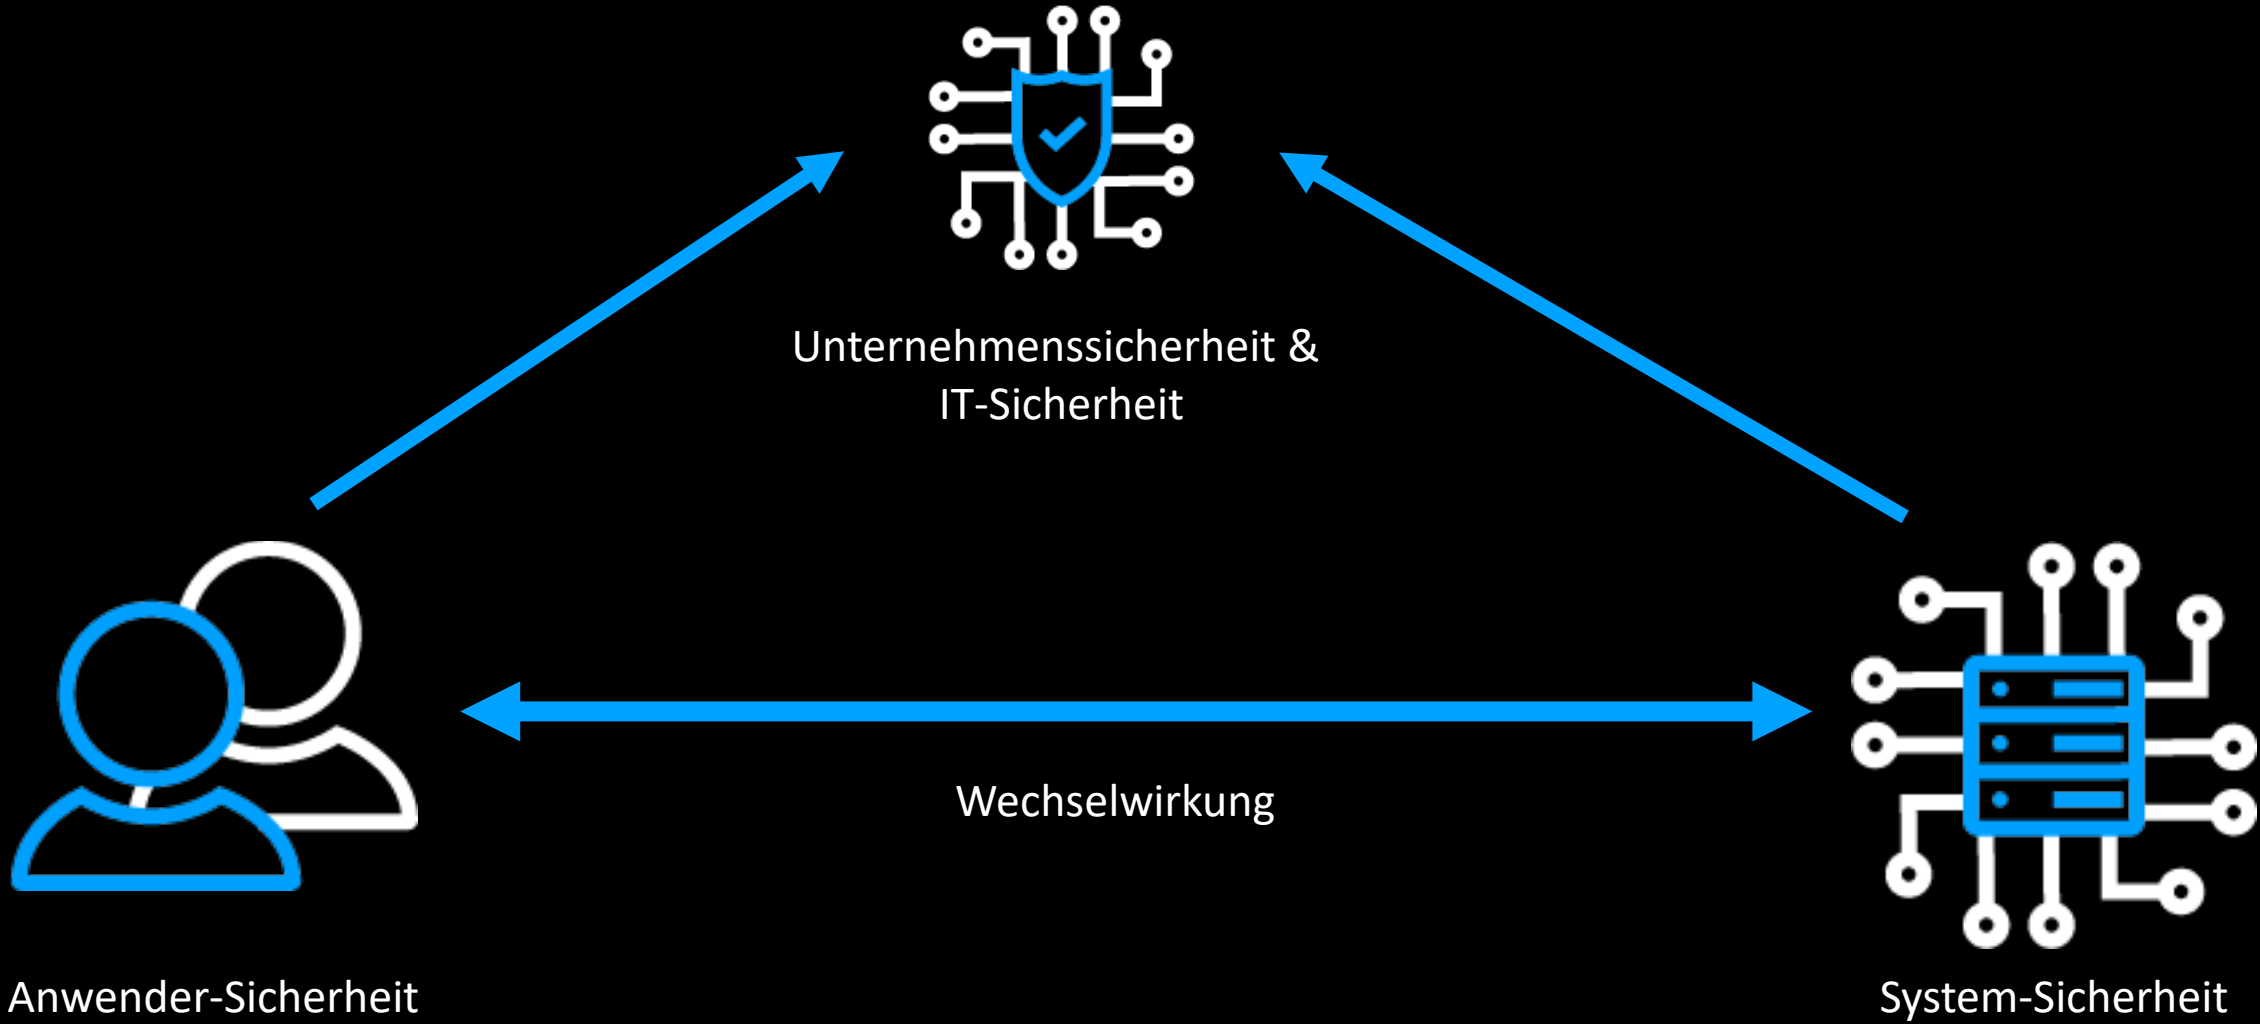 Unternehmenssicherheit &
IT-Sicherheit
Wechselwirkung
Anwender-Sicherheit
System-Sicherheit